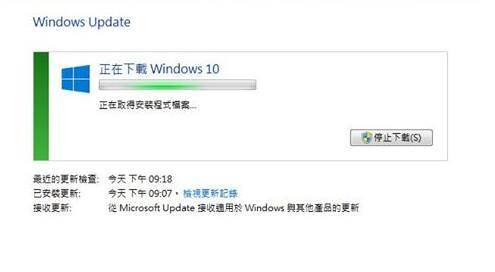 Windows Update
正在下載 Windows 10
正在取得安裝程式檔案...
停止下載(S)
最近的更新檢查: 今天 下午 09:18
已安裝更新: 今天 下午 09:07。檢視更新記錄
接收更新: 從 Microsoft Update 接收適用於 Windows 與其他產品的更新